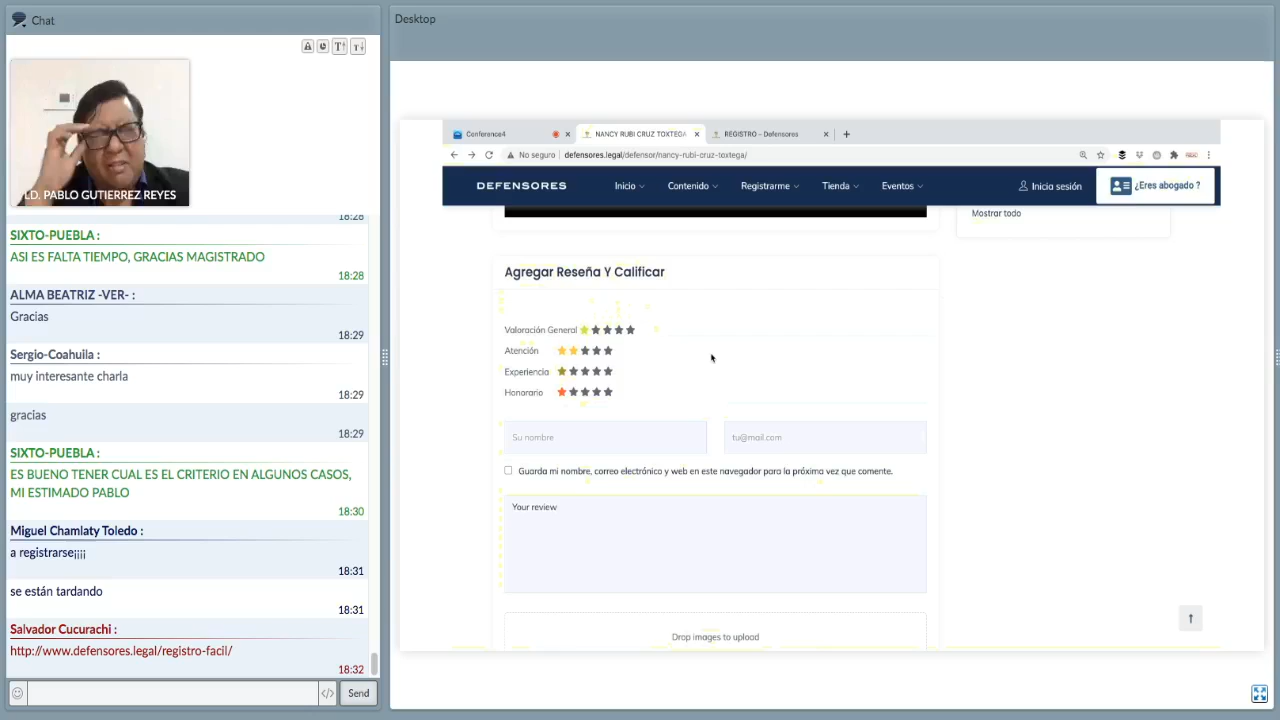 Chat
LD. PABLO GUTIERREZ REYES
18:28
SIXTO-PUEBLA :
ASI ES FALTA TIEMPO, GRACIAS MAGISTRADO
18:28
ALMA BEATRIZ -VER- :
Gracias
18:29
Sergio-Coahuila :
muy interesante charla
18:29
gracias
18:29
SIXTO-PUEBLA :
ES BUENO TENER CUAL ES EL CRITERIO EN ALGUNOS CASOS,
MI ESTIMADO PABLO
18:30
Miguel Chamlaty Toledo :
a registrarse¡¡¡¡
18:31
se están tardando
18:31
Salvador Cucurachi :
http://www.defensores.legal/registro-facil/
18:32
Send
Desktop
Conference4
NANCY RUBI CRUZ TOXTEGA
REGISTRO – Defensores
No seguro
defensores.legal/defensor/nancy-rubi-cruz-toxtega/
DEFENSORES
Inicio
Contenido
Registrarme
Tienda
Eventos
Inicia sesión
¿Eres abogado ?
Mostrar todo
Agregar Reseña Y Calificar
Valoración General
Atención
Experiencia
Honorario
Su nombre
tu@mail.com
Guarda mi nombre, correo electrónico y web en este navegador para la próxima vez que comente.
Your review
Drop images to upload